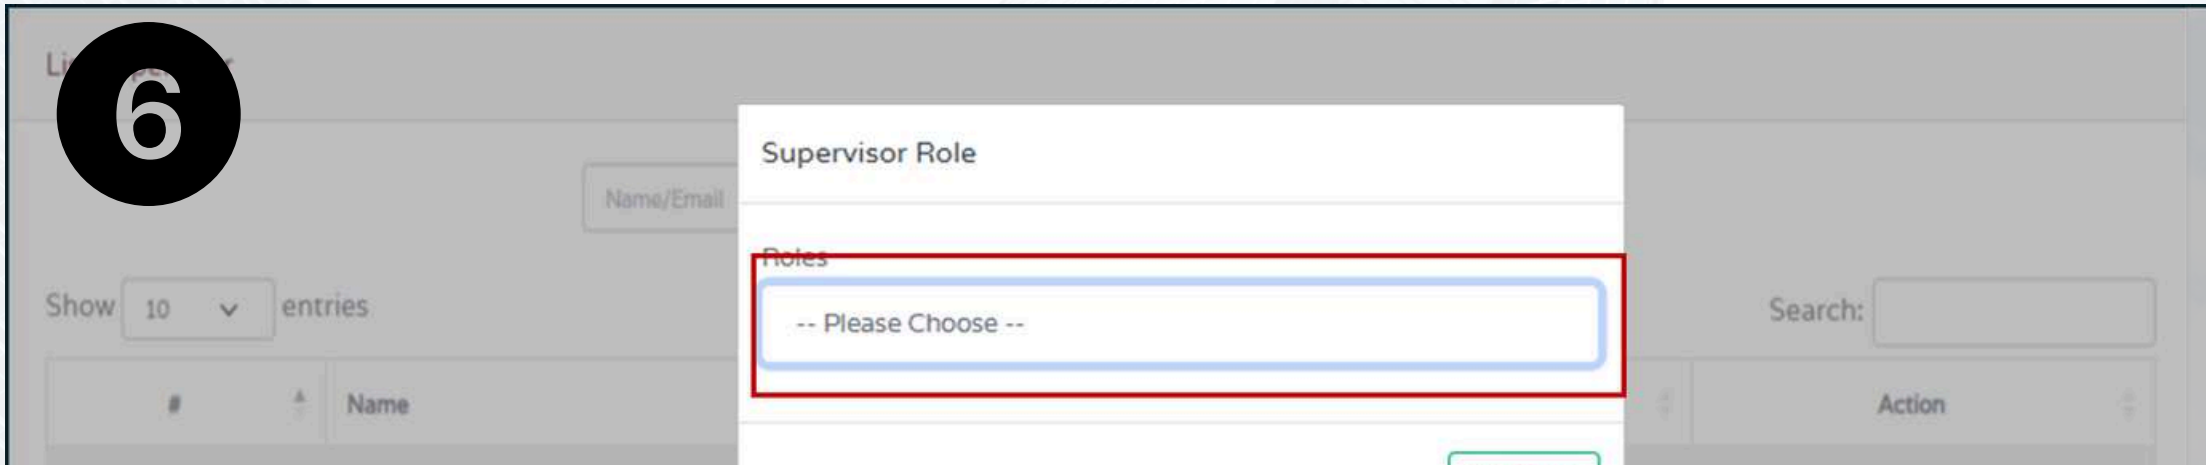 6
Supervisor Role
Name/Email
Roles
-- Please Choose --
Show 10 entries
Search:
# Name Action